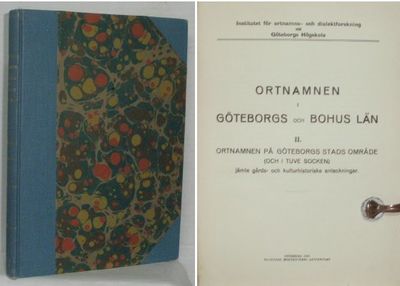 Institutet för ortnamns- och dialektforskning
vid
Göteborgs Högskola
ORTNAMNEN
I
GÖTEBORGS OCH BOHUS LÄN
II.
ORTNAMNEN PÅ GÖTEBORGS STADS OMRÅDE
(OCH I TUVE SOCKEN)
jämte gårds- och kulturhistoriska anteckningar.